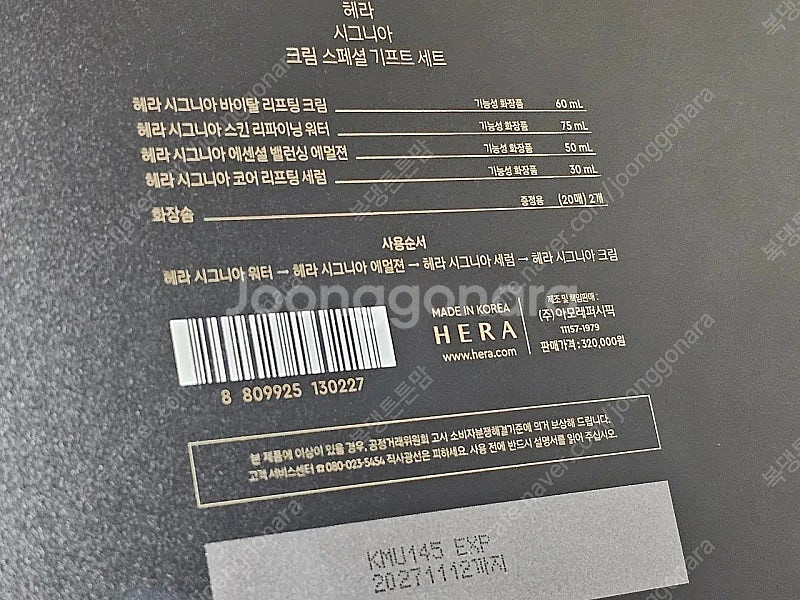 헤라
시그니아
크림 스페셜 기프트 세트
헤라 시그니아 바이탈 리프팅 크림 기능성 화장품 60 mL
헤라 시그니아 스킨 리파이닝 워터 기능성 화장품 75 mL
헤라 시그니아 에센셜 밸런싱 에멀젼 기능성 화장품 50 mL
헤라 시그니아 코어 리프팅 세럼 기능성 화장품 30 mL
화장솜 증정용 (20매) 2개
사용순서
헤라 시그니아 워터 → 헤라 시그니아 에멀젼 → 헤라 시그니아 세럼 → 헤라 시그니아 크림
Joonggonara
MADE IN KOREA
HERA
www.hera.com
제조 및 책임판매 :
(주) 아모레퍼시픽
11157-1979
판매가격 : 320,000원
8 809925 130227
본 제품에 이상이 있을 경우, 공정거래위원회 고시 소비자분쟁해결기준에 의거 보상해 드립니다.
고객 서비스센터 ☎ 080-023-5454 직사광선은 피하세요. 사용 전에 반드시 설명서를 읽어 주십시오.
KMU145 EXP
20271112까지